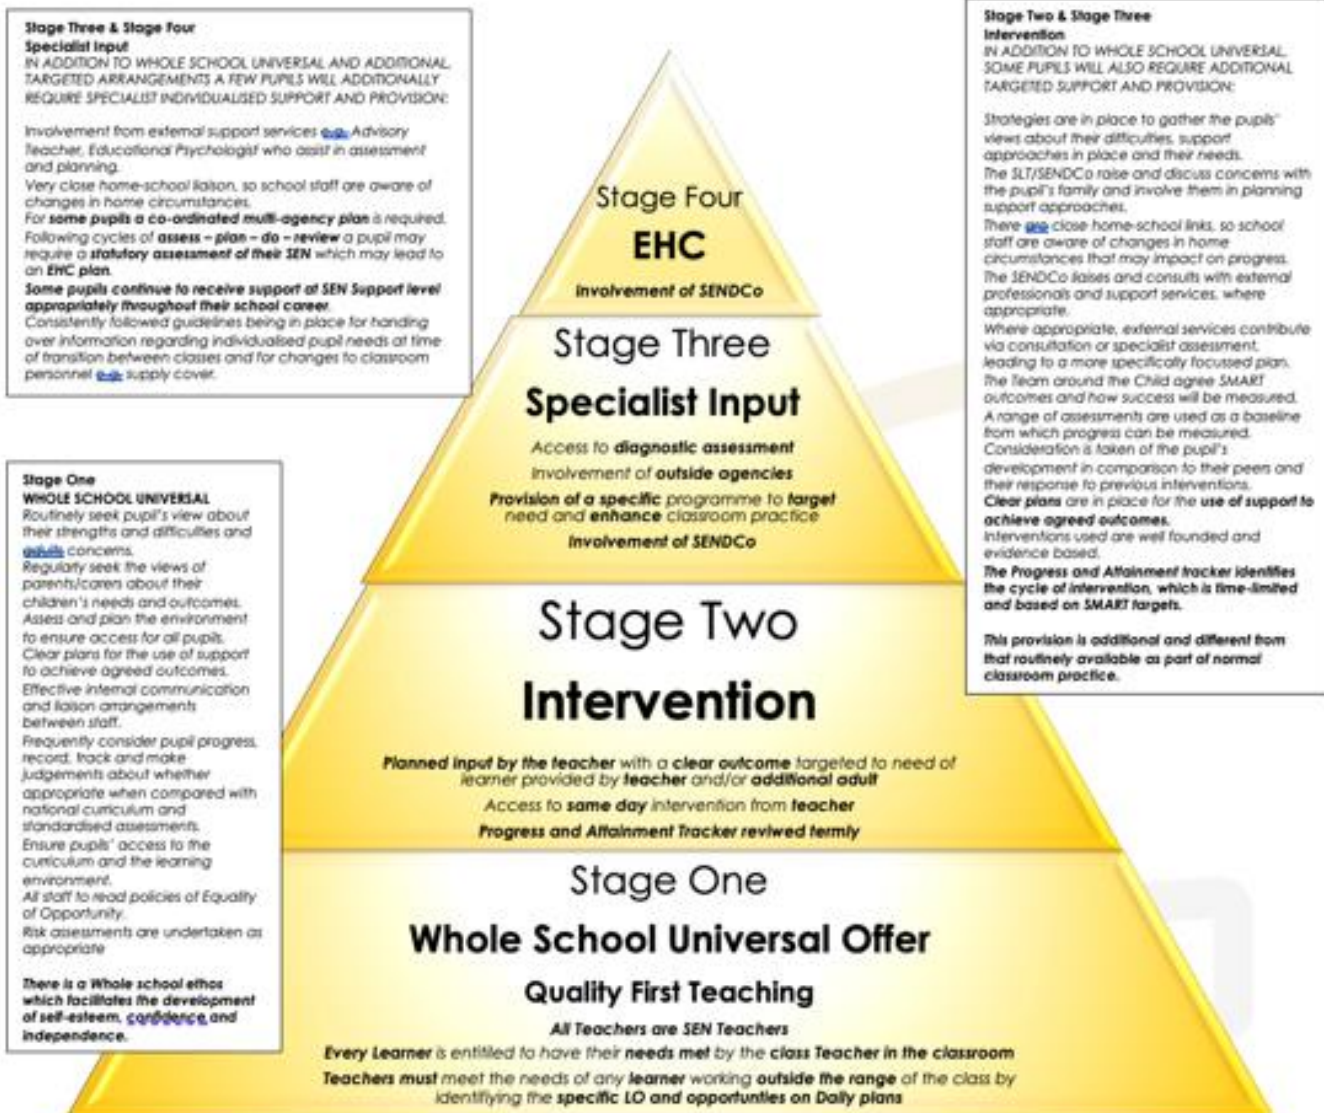 Stage Three & Stage Four
Specialist Input
IN ADDITION TO WHOLE SCHOOL UNIVERSAL AND ADDITIONAL,
TARGETED ARRANGEMENTS A FEW PUPILS WILL ADDITIONALLY
REQUIRE SPECIALIST INDIVIDUALISED SUPPORT AND PROVISION:
Involvement from external support services e.g. Advisory
Teacher, Educational Psychologist who assist in assessment
and planning.
Very close home-school liaison, so school staff are aware of
changes in home circumstances.
For some pupils a co-ordinated multi-agency plan is required.
Following cycles of assess – plan – do – review a pupil may
require a statutory assessment of their SEN which may lead to
an EHC plan.
Some pupils continue to receive support at SEN Support level
appropriately throughout their school career.
Consistently followed guidelines being in place for handing
over information regarding individualised pupil needs at time
of transition between classes and for changes to classroom
personnel e.g. supply cover.
Stage One
WHOLE SCHOOL UNIVERSAL
Routinely seek pupil's view about
their strengths and difficulties and
adults concerns.
Regularly seek the views of
parents/carers about their
children's needs and outcomes.
Assess and plan the environment
to ensure access for all pupils.
Clear plans for the use of support
to achieve agreed outcomes.
Effective internal communication
and liaison arrangements
between staff.
Frequently consider pupil progress,
record, track and make
judgements about whether
appropriate when compared with
national curriculum and
standardised assessments.
Ensure pupils' access to the
curriculum and the learning
environment.
All staff to read policies of Equality
of Opportunity.
Risk assessments are undertaken as
appropriate
There is a Whole school ethos
which facilitates the development
of self-esteem, confidence and
independence.
Stage Four
EHC
Involvement of SENDCo
Stage Three
Specialist Input
Access to diagnostic assessment
Involvement of outside agencies
Provision of a specific programme to target
need and enhance classroom practice
Involvement of SENDCo
Stage Two
Intervention
Planned input by the teacher with a clear outcome targeted to need of
learner provided by teacher and/or additional adult
Access to same day intervention from teacher
Progress and Attainment Tracker reviwed termly
Stage One
Whole School Universal Offer
Quality First Teaching
All Teachers are SEN Teachers
Every Learner is entitled to have their needs met by the class Teacher in the classroom
Teachers must meet the needs of any learner working outside the range of the class by
identifiying the specific LO and opportunties on Daily plans
Stage Two & Stage Three
Intervention
IN ADDITION TO WHOLE SCHOOL UNIVERSAL,
SOME PUPILS WILL ALSO REQUIRE ADDITIONAL
TARGETED SUPPORT AND PROVISION:
Strategies are in place to gather the pupils'
views about their difficulties, support
approaches in place and their needs.
The SLT/SENDCo raise and discuss concerns with
the pupil's family and involve them in planning
support approaches.
There are close home-school links, so school
staff are aware of changes in home
circumstances that may impact on progress.
The SENDCo liaises and consults with external
professionals and support services, where
appropriate.
Where appropriate, external services contribute
via consultation or specialist assessment,
leading to a more specifically focussed plan.
The Team around the Child agree SMART
outcomes and how success will be measured.
A range of assessments are used as a baseline
from which progress can be measured.
Consideration is taken of the pupil's
development in comparison to their peers and
their response to previous interventions.
Clear plans are in place for the use of support to
achieve agreed outcomes.
Interventions used are well founded and
evidence based.
The Progress and Attainment tracker identifies
the cycle of intervention, which is time-limited
and based on SMART targets.
This provision is additional and different from
that routinely available as part of normal
classroom practice.